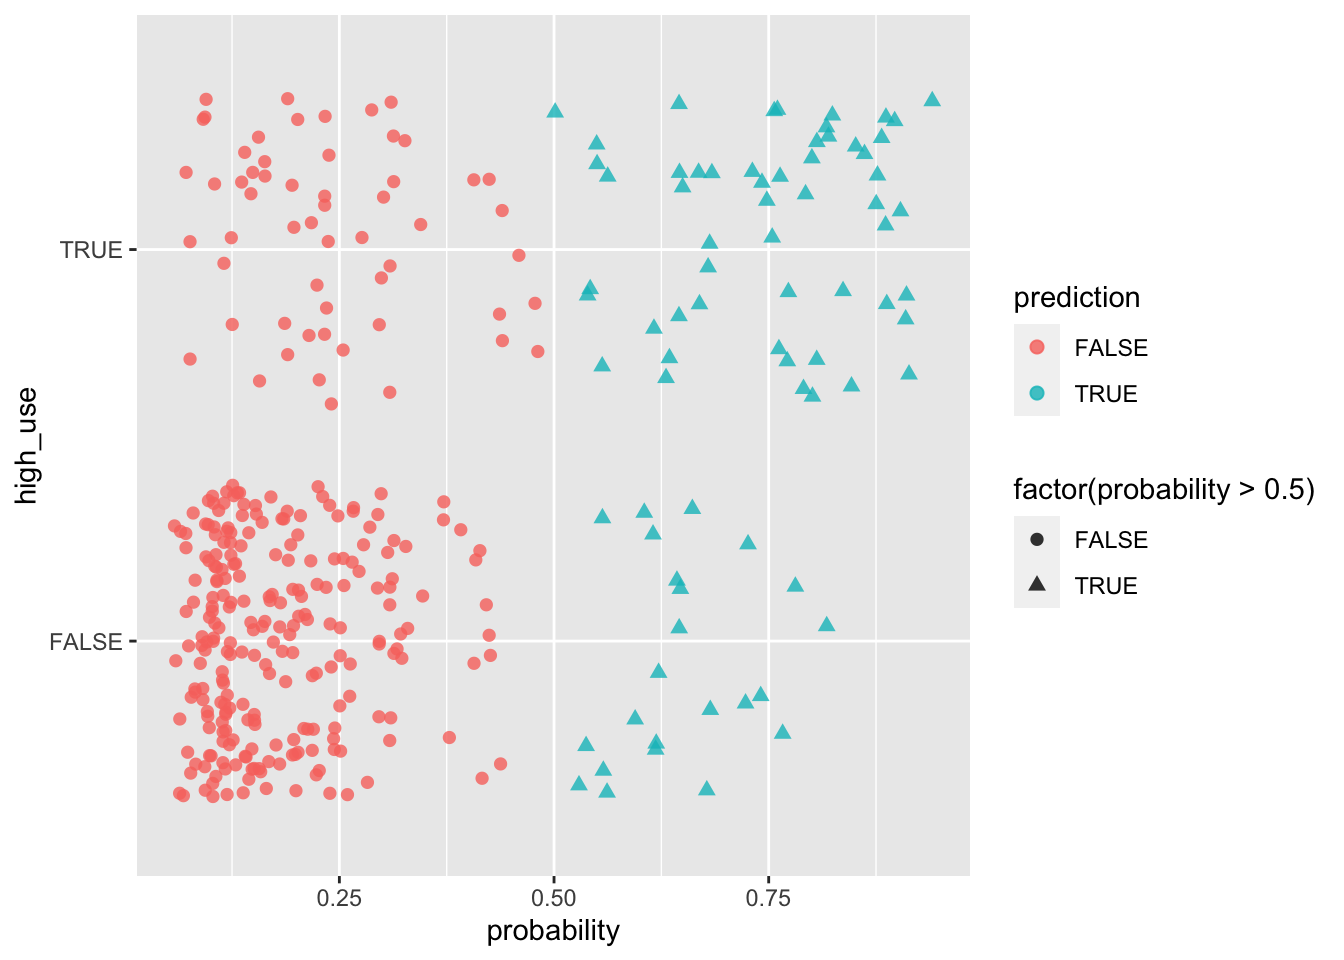 high_use
TRUE
FALSE
0.25
0.50
0.75
probability
prediction
FALSE
TRUE
factor(probability > 0.5)
FALSE
TRUE